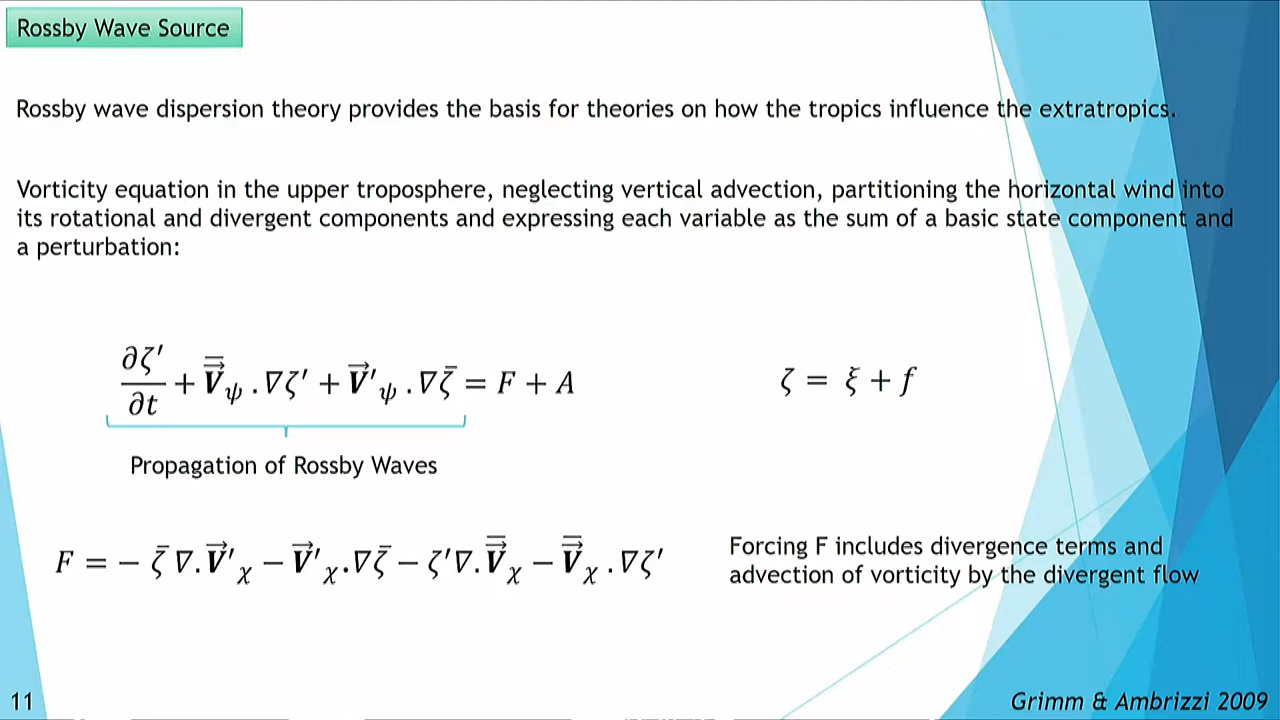 Rossby Wave Source
Rossby wave dispersion theory provides the basis for theories on how the tropics influence the extratropics.
Vorticity equation in the upper troposphere, neglecting vertical advection, partitioning the horizontal wind into
its rotational and divergent components and expressing each variable as the sum of a basic state component and
a perturbation:
∂ζ′/∂t + V̿⃗_ψ . ∇ζ′ + V⃗′_ψ . ∇ζ̄ = F + A
ζ = ξ + f
Propagation of Rossby Waves
F = − ζ̄ ∇. V⃗′_χ − V⃗′_χ . ∇ζ̄ − ζ′∇. V̿⃗_χ − V̿⃗_χ . ∇ζ′
Forcing F includes divergence terms and
advection of vorticity by the divergent flow
11
Grimm & Ambrizzi 2009